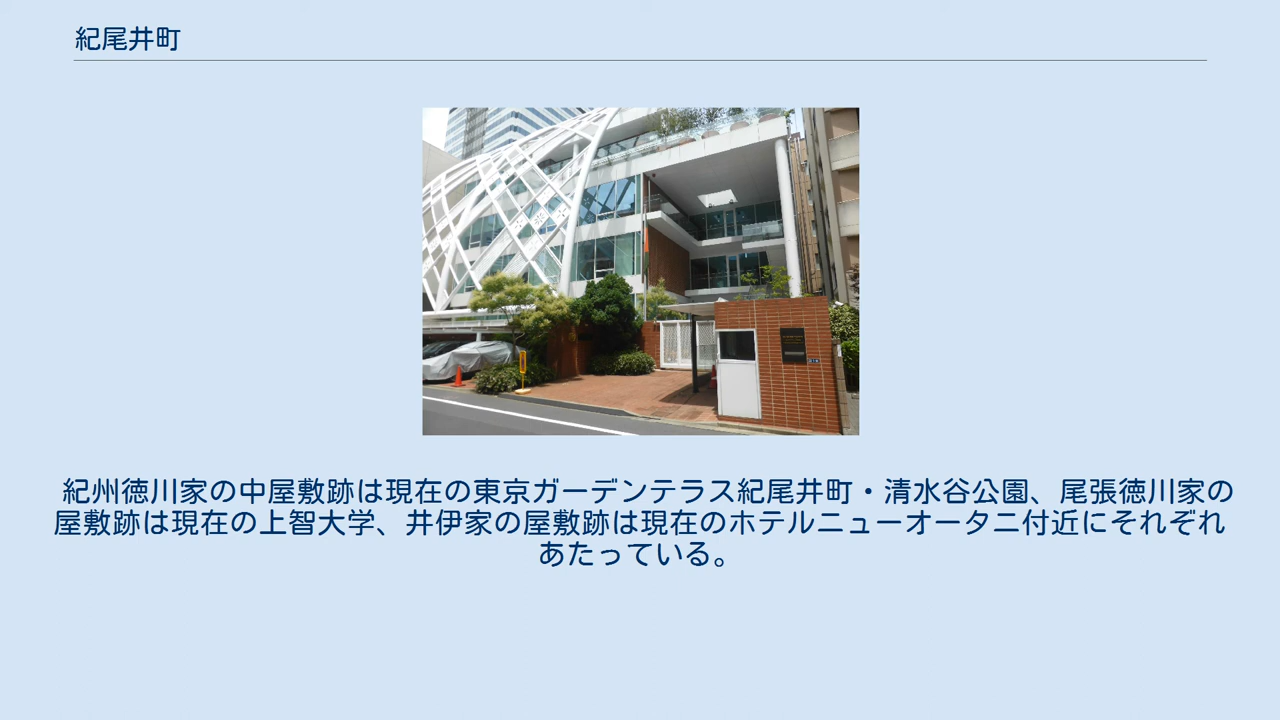 紀尾井町
紀州徳川家の中屋敷跡は現在の東京ガーデンテラス紀尾井町・清水谷公園、尾張徳川家の
屋敷跡は現在の上智大学、井伊家の屋敷跡は現在のホテルニューオータニ付近にそれぞれ
あたっている。